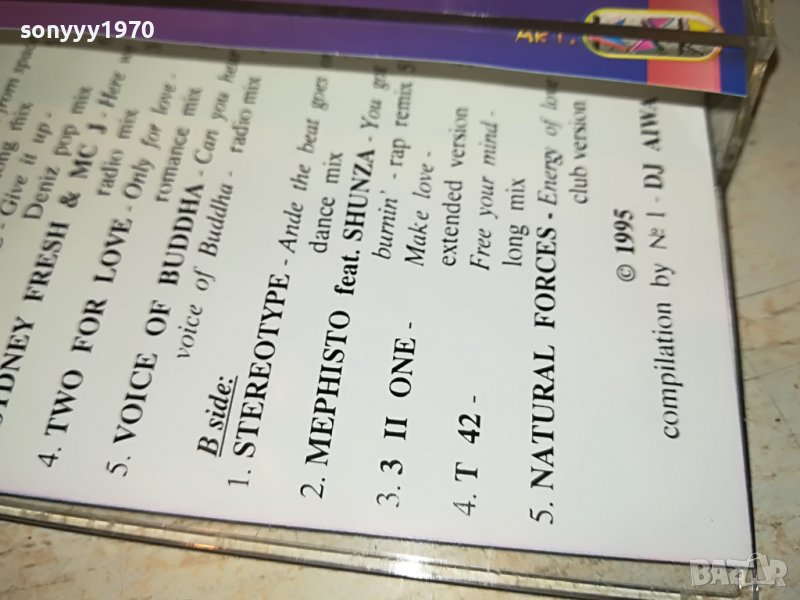 sonyyy1970
ART.
long mix
- Give it up -
Deniz pop mix
FRESH & MC J - Here
radio mix
4. TWO FOR LOVE - Only for love -
romance mix
5. VOICE OF BUDDHA - Can you hear
voice of Buddha - radio mix
B side:
1. STEREOTYPE - Ande the beat goes
dance mix
2. MEPHISTO feat. SHUNZA - You got
burnin' - rap remix
3. 3 II ONE - Make love -
extended version
4. T 42 - Free your mind -
long mix
5. NATURAL FORCES - Energy of love
club version
© 1995
compilation by № 1 - DJ AIWA
BAZAR